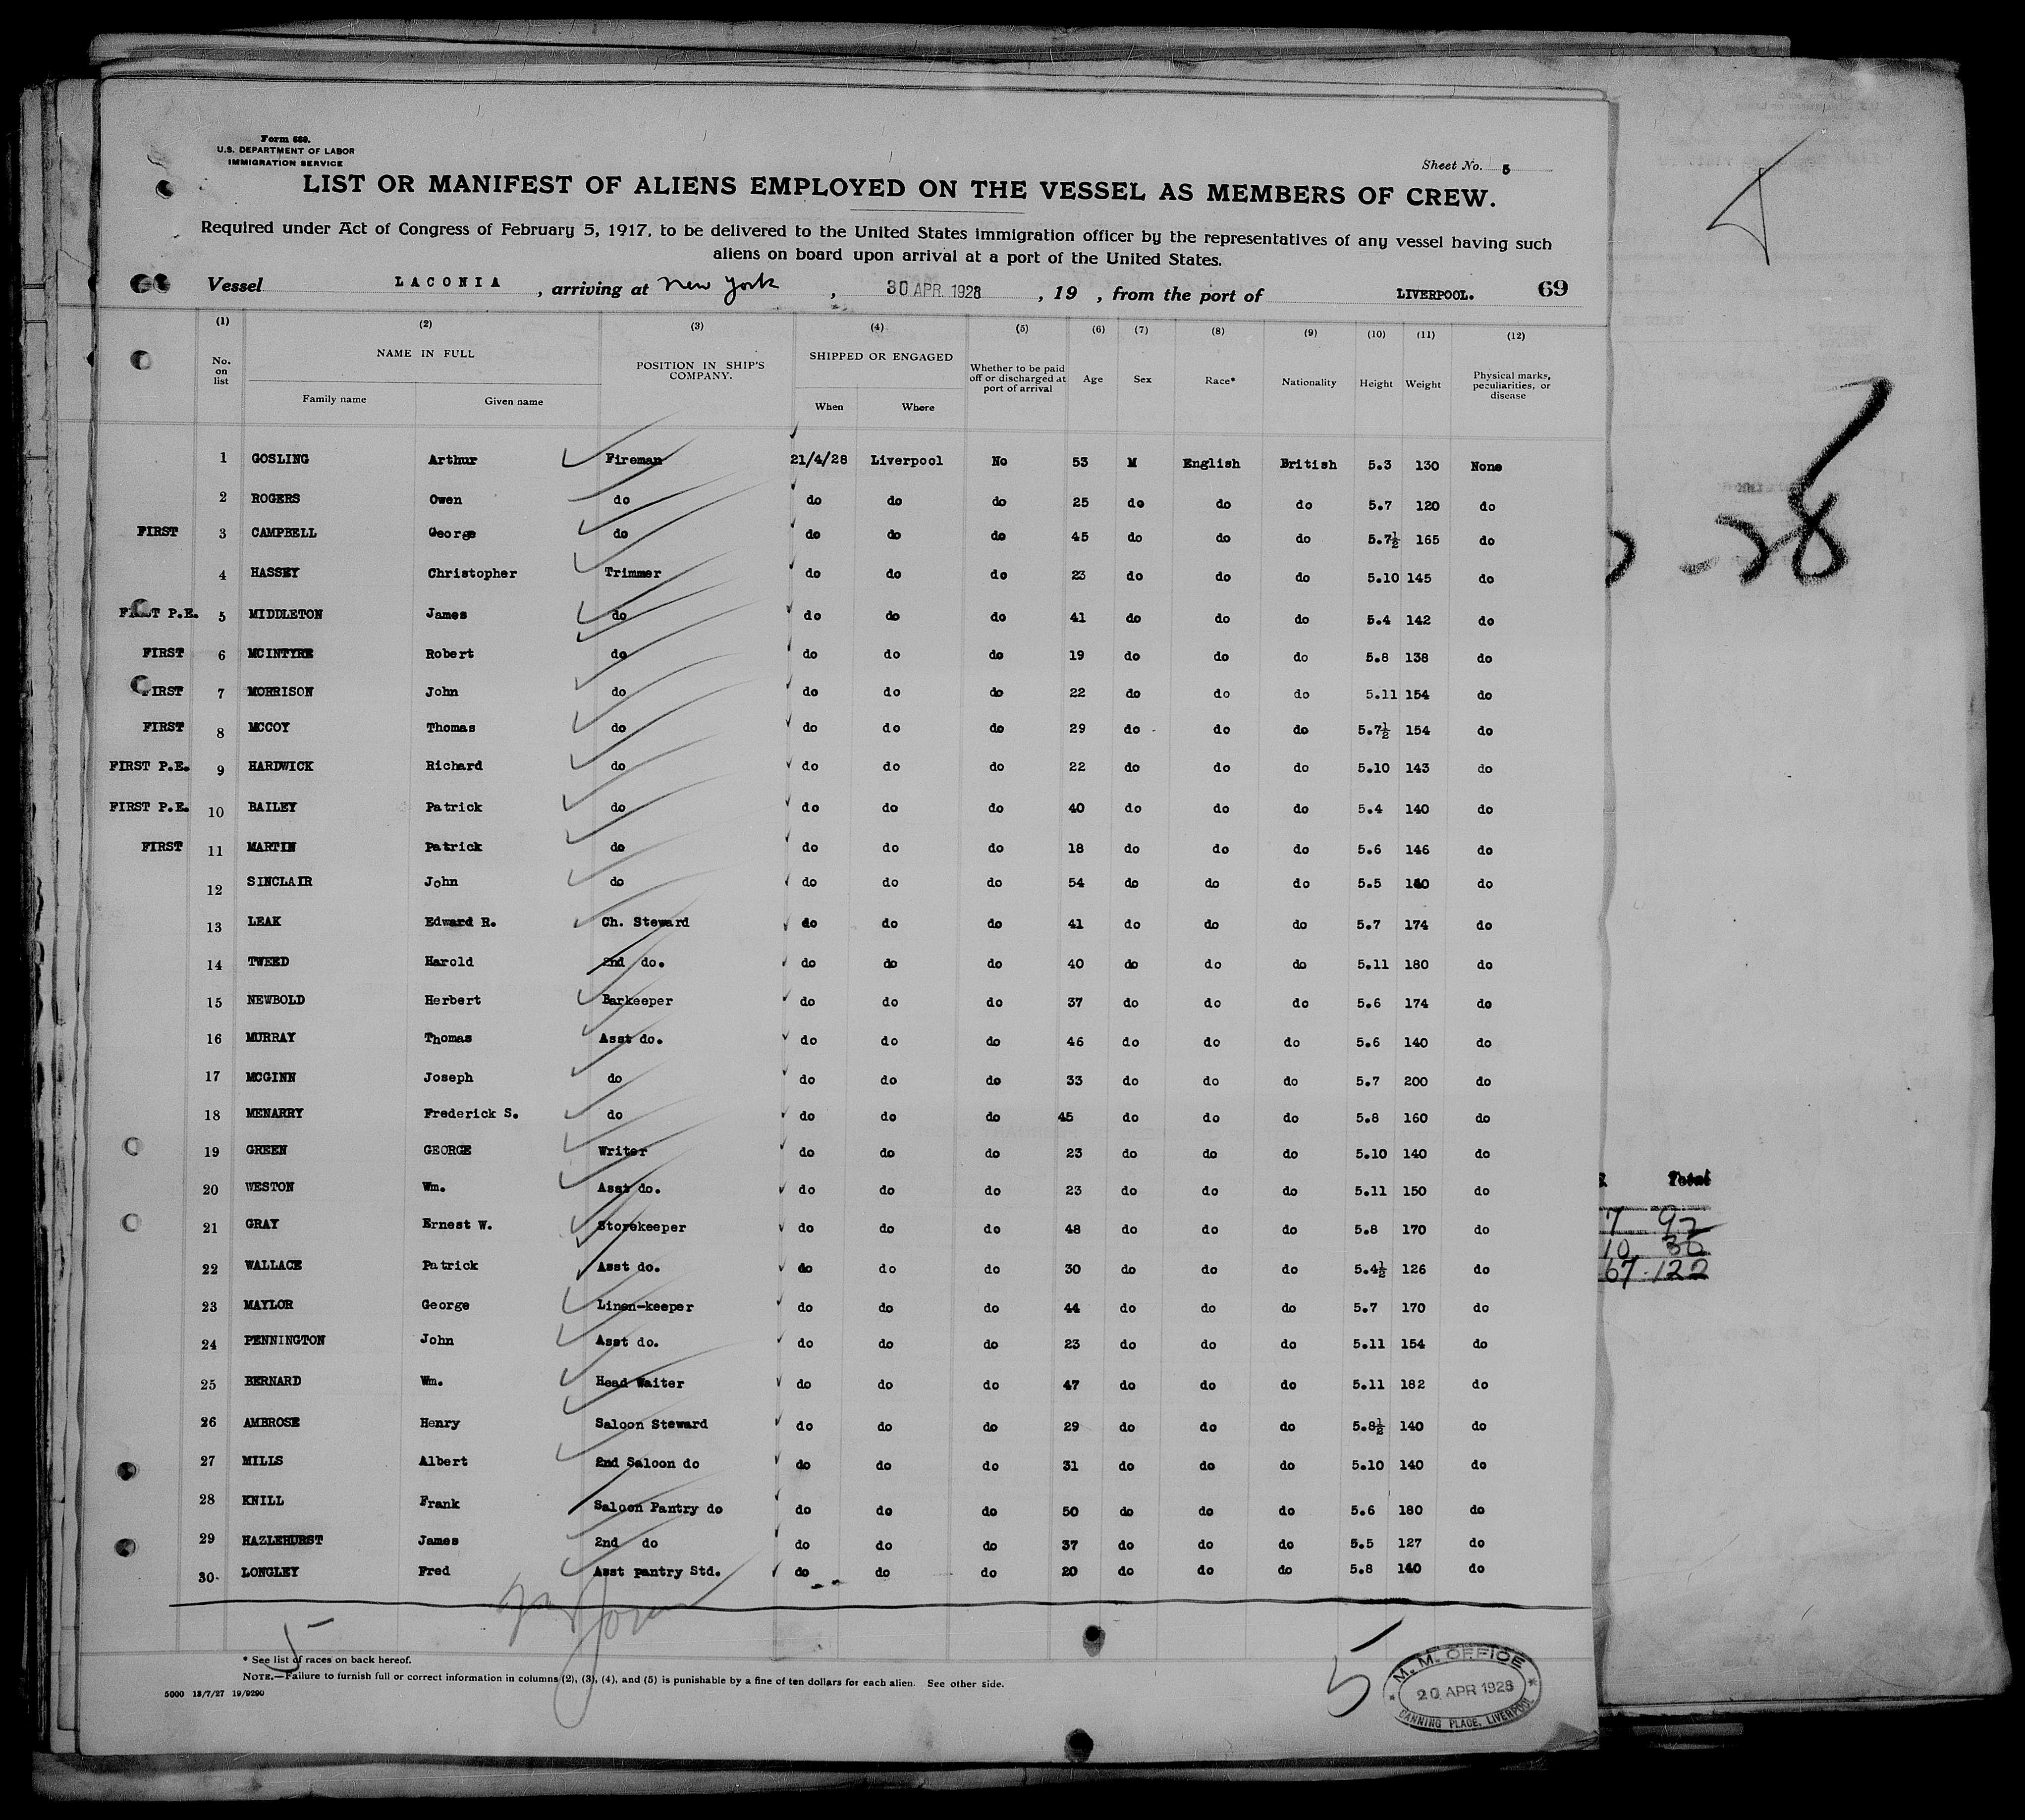 Form 680.
U.S. DEPARTMENT OF LABOR
IMMIGRATION SERVICE
Sheet No. 5
LIST OR MANIFEST OF ALIENS EMPLOYED ON THE VESSEL AS MEMBERS OF CREW.
Required under Act of Congress of February 5, 1917, to be delivered to the United States immigration officer by the representatives of any vessel having such
aliens on board upon arrival at a port of the United States.
Vessel LACONIA, arriving at New York, 30 APR. 1928, 19 , from the port of LIVERPOOL. 69
(1) (2) (3) (4) (5) (6) (7) (8) (9) (10) (11) (12)
No. on list NAME IN FULL Family name Given name POSITION IN SHIP'S COMPANY. SHIPPED OR ENGAGED When Where Whether to be paid off or discharged at port of arrival Age Sex Race* Nationality Height Weight Physical marks, peculiarities, or disease
1 GOSLING Arthur Fireman 21/4/28 Liverpool No 53 M English British 5.3 130 None
2 ROGERS Owen do do do do 25 do do do 5.7 120 do
FIRST 3 CAMPBELL George do do do do 45 do do do 5.7½ 165 do
4 HASSEY Christopher Trimmer do do do 23 do do do 5.10 145 do
FIRST P.E. 5 MIDDLETON James do do do do 41 do do do 5.4 142 do
FIRST 6 MCINTYRE Robert do do do do 19 do do do 5.8 138 do
FIRST 7 MORRISON John do do do do 22 do do do 5.11 154 do
FIRST 8 MCCOY Thomas do do do do 29 do do do 5.7½ 154 do
FIRST P.E. 9 HARDWICK Richard do do do do 22 do do do 5.10 143 do
FIRST P.E. 10 BAILEY Patrick do do do do 40 do do do 5.4 140 do
FIRST 11 MARTIN Patrick do do do do 18 do do do 5.6 146 do
12 SINCLAIR John do do do do 54 do do do 5.5 do
13 LEAK Edward R. Ch. Steward do do do 41 do do do 5.7 174 do
14 TWEED Harold 2nd do. do do do 40 do do do 5.11 180 do
15 NEWBOLD Herbert Barkeeper do do do 37 do do do 5.6 174 do
16 MURRAY Thomas Asst do. do do do 46 do do do 5.6 140 do
17 MCGINN Joseph do do do do 33 do do do 5.7 200 do
18 MENARRY Frederick S. do do do do 45 do do do 5.8 160 do
19 GREEN GEORGE Writer do do do 23 do do do 5.10 140 do
20 WESTON Wm. Asst do. do do do 23 do do do 5.11 150 do
21 GRAY Ernest W. Storekeeper do do do 48 do do do 5.8 170 do
22 WALLACE Patrick Asst do. do do do 30 do do do 5.4½ 126 do
23 MAYLOR George Linen-keeper do do do 44 do do do 5.7 170 do
24 PENNINGTON John Asst do. do do do 23 do do do 5.11 154 do
25 BERNARD Wm. Head Waiter do do do 47 do do do 5.11 182 do
26 AMBROSE Henry Saloon Steward do do do 29 do do do 5.8½ 140 do
27 MILLS Albert 2nd Saloon do do do do 31 do do do 5.10 140 do
28 KNILL Frank Saloon Pantry do do do do 50 do do do 5.6 180 do
29 HAZLEHURST James 2nd do do do do 37 do do do 5.5 127 do
30 LONGLEY Fred Asst pantry Std. do do do 20 do do do 5.8 140 do
5
* See list of races on back hereof.
NOTE.—Failure to furnish full or correct information in columns (2), (3), (4), and (5) is punishable by a fine of ten dollars for each alien. See other side.
5000 13/7/27 19/9290
5
M. M. OFFICE
20 APR 1928
CANNING PLACE, LIVERPOOL
-28
Total
7 92
10 30
67 122